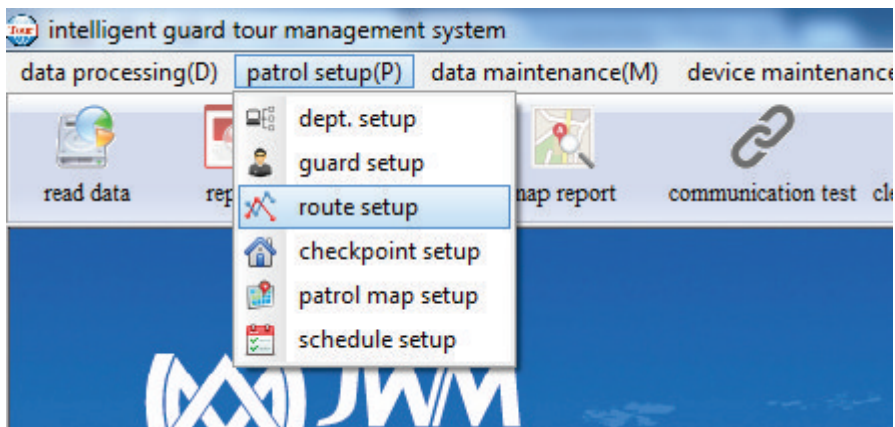 intelligent guard tour management system
data processing(D) patrol setup(P) data maintenance(M) device maintenance
dept. setup
guard setup
route setup
checkpoint setup
patrol map setup
schedule setup
read data
map report
communication test
JWM